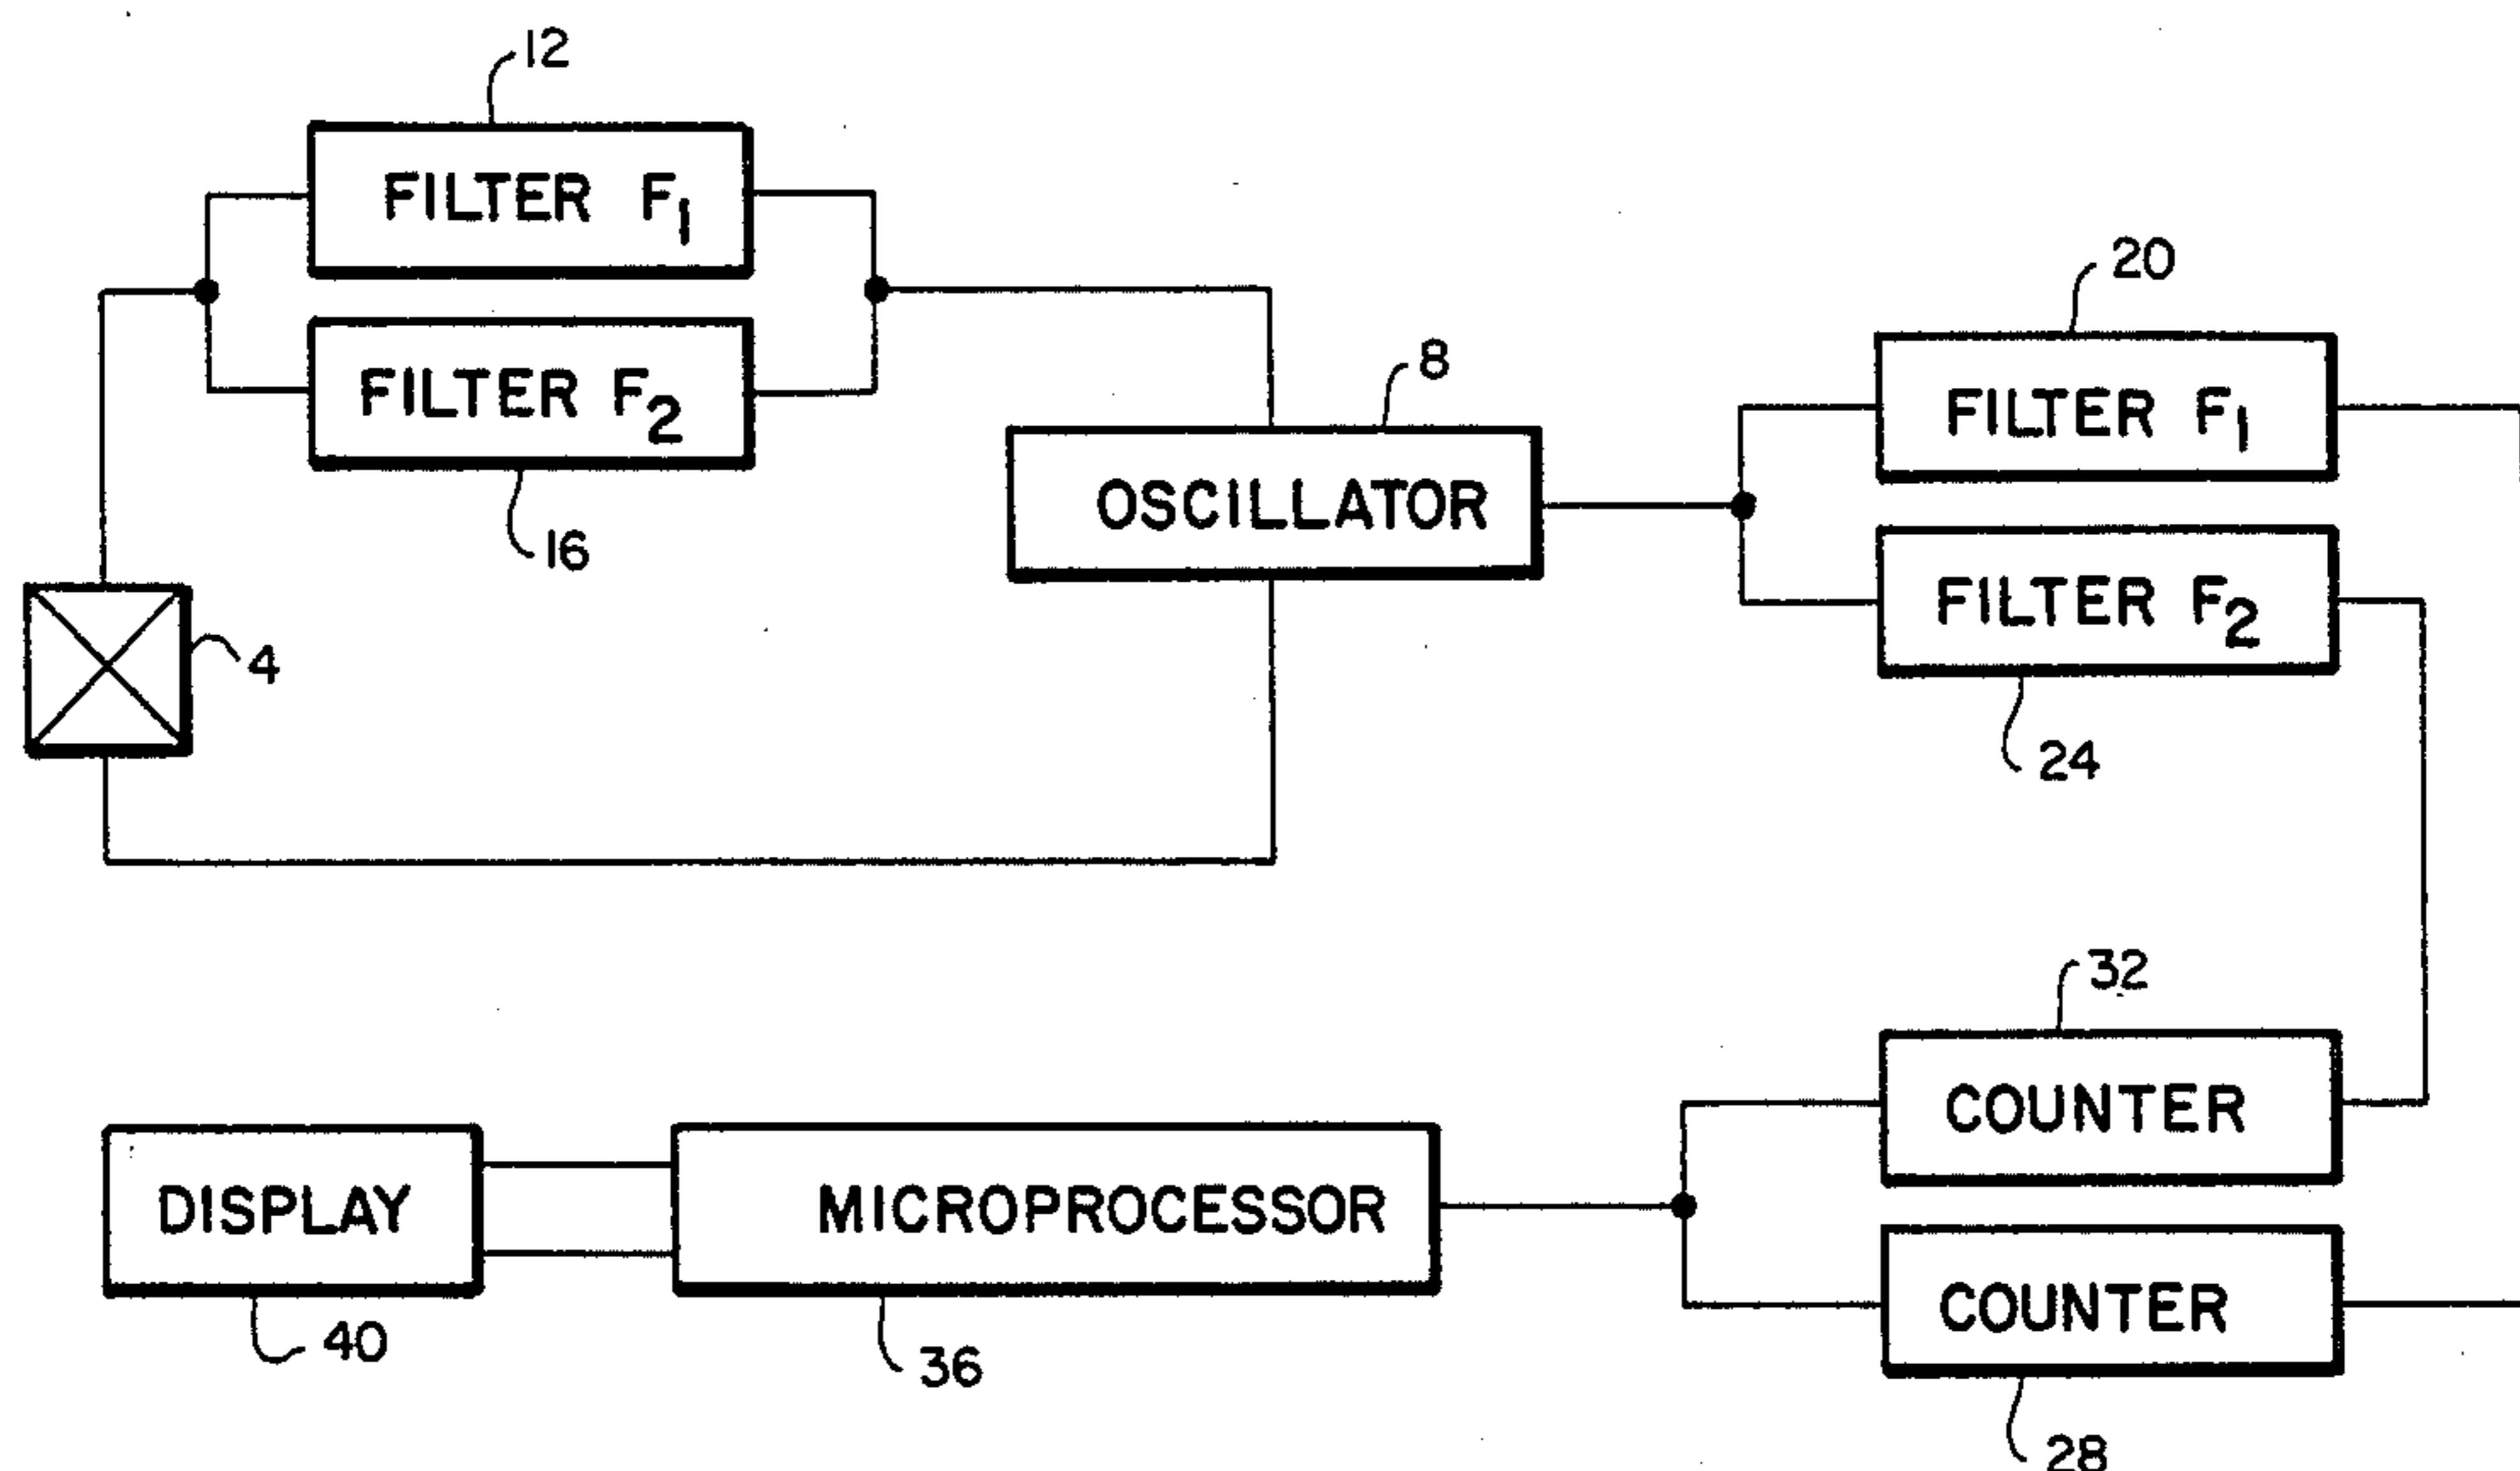 12
FILTER F1
FILTER F2
16
4
8
OSCILLATOR
20
FILTER F1
FILTER F2
24
32
COUNTER
COUNTER
28
MICROPROCESSOR
36
DISPLAY
40